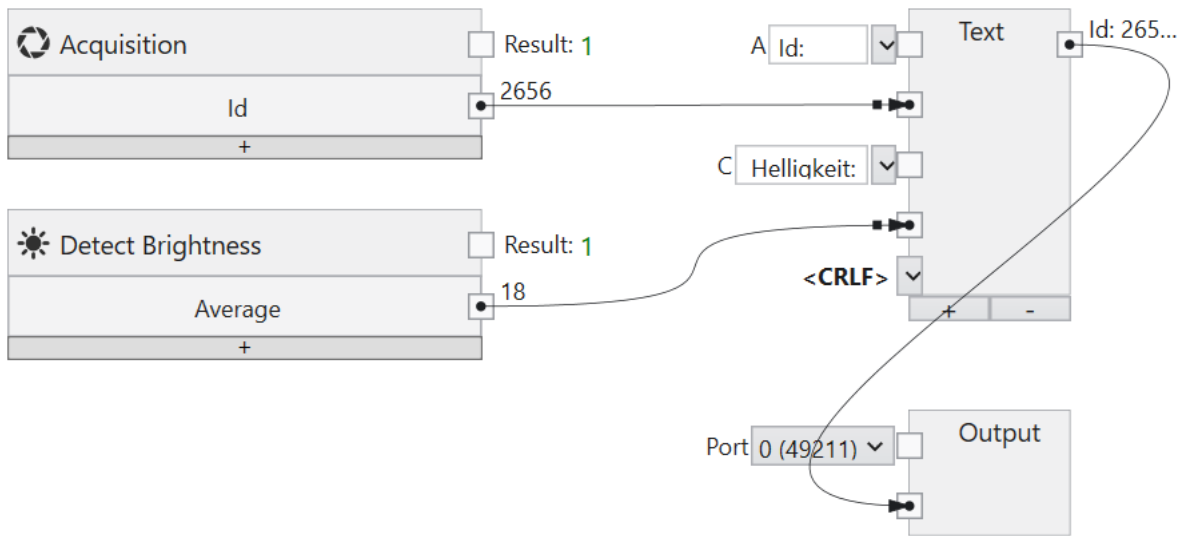 Acquisition
Result: 1
Id
2656
+
Detect Brightness
Result: 1
Average
18
+
A Id:
C Helligkeit:
<CRLF>
Text
Id: 265...
+ -
Port 0 (49211)
Output